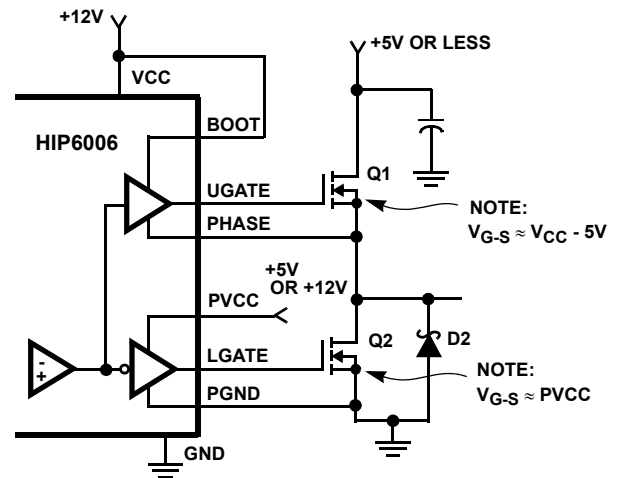 +12V
+5V OR LESS
VCC
BOOT
HIP6006
Q1
UGATE
NOTE:
VG-S ≈ VCC - 5V
PHASE
+5V
OR +12V
PVCC
Q2
D2
LGATE
- +
NOTE:
VG-S ≈ PVCC
PGND
GND